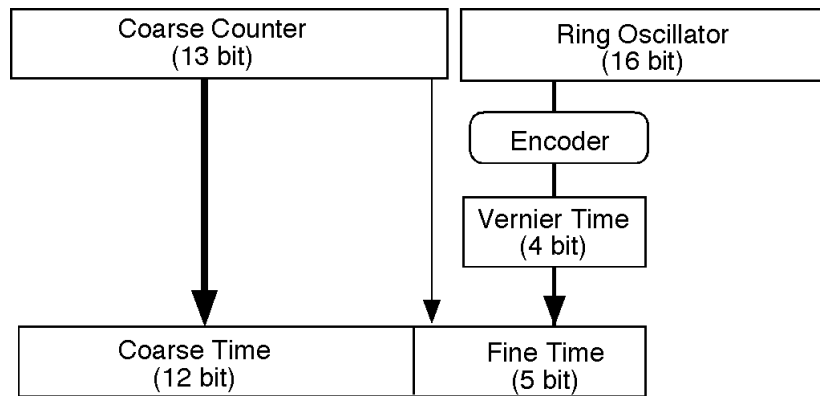 Coarse Counter
(13 bit)
Ring Oscillator
(16 bit)
Encoder
Vernier Time
(4 bit)
Coarse Time
(12 bit)
Fine Time
(5 bit)